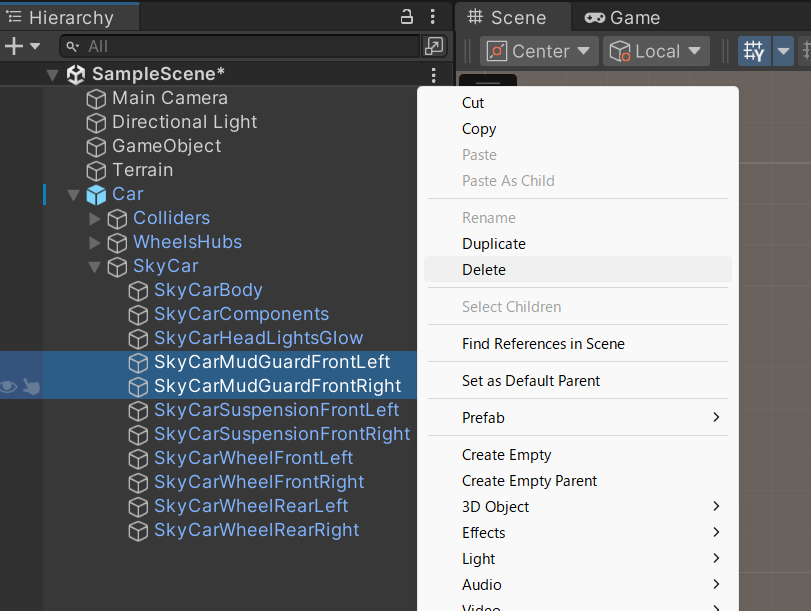 Hierarchy
All
SampleScene*
Main Camera
Directional Light
GameObject
Terrain
Car
Colliders
WheelsHubs
SkyCar
SkyCarBody
SkyCarComponents
SkyCarHeadLightsGlow
SkyCarMudGuardFrontLeft
SkyCarMudGuardFrontRight
SkyCarSuspensionFrontLeft
SkyCarSuspensionFrontRight
SkyCarWheelFrontLeft
SkyCarWheelFrontRight
SkyCarWheelRearLeft
SkyCarWheelRearRight
Scene
Game
Center
Local
Cut
Copy
Paste
Paste As Child
Rename
Duplicate
Delete
Select Children
Find References in Scene
Set as Default Parent
Prefab
Create Empty
Create Empty Parent
3D Object
Effects
Light
Audio
Video